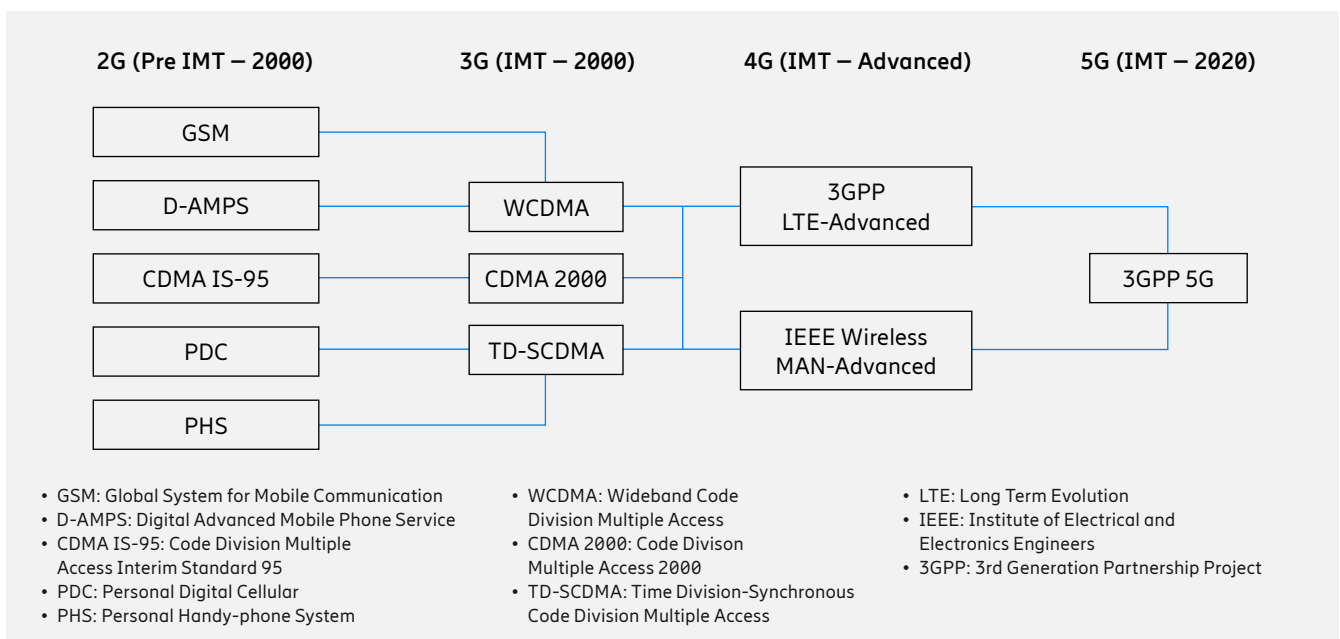 2G (Pre IMT – 2000)
3G (IMT – 2000)
4G (IMT – Advanced)
5G (IMT – 2020)
GSM
D-AMPS
CDMA IS-95
PDC
PHS
WCDMA
CDMA 2000
TD-SCDMA
3GPP
LTE-Advanced
IEEE Wireless
MAN-Advanced
3GPP 5G
• GSM: Global System for Mobile Communication
• D-AMPS: Digital Advanced Mobile Phone Service
• CDMA IS-95: Code Division Multiple
Access Interim Standard 95
• PDC: Personal Digital Cellular
• PHS: Personal Handy-phone System
• WCDMA: Wideband Code
Division Multiple Access
• CDMA 2000: Code Divison
Multiple Access 2000
• TD-SCDMA: Time Division-Synchronous
Code Division Multiple Access
• LTE: Long Term Evolution
• IEEE: Institute of Electrical and
Electronics Engineers
• 3GPP: 3rd Generation Partnership Project